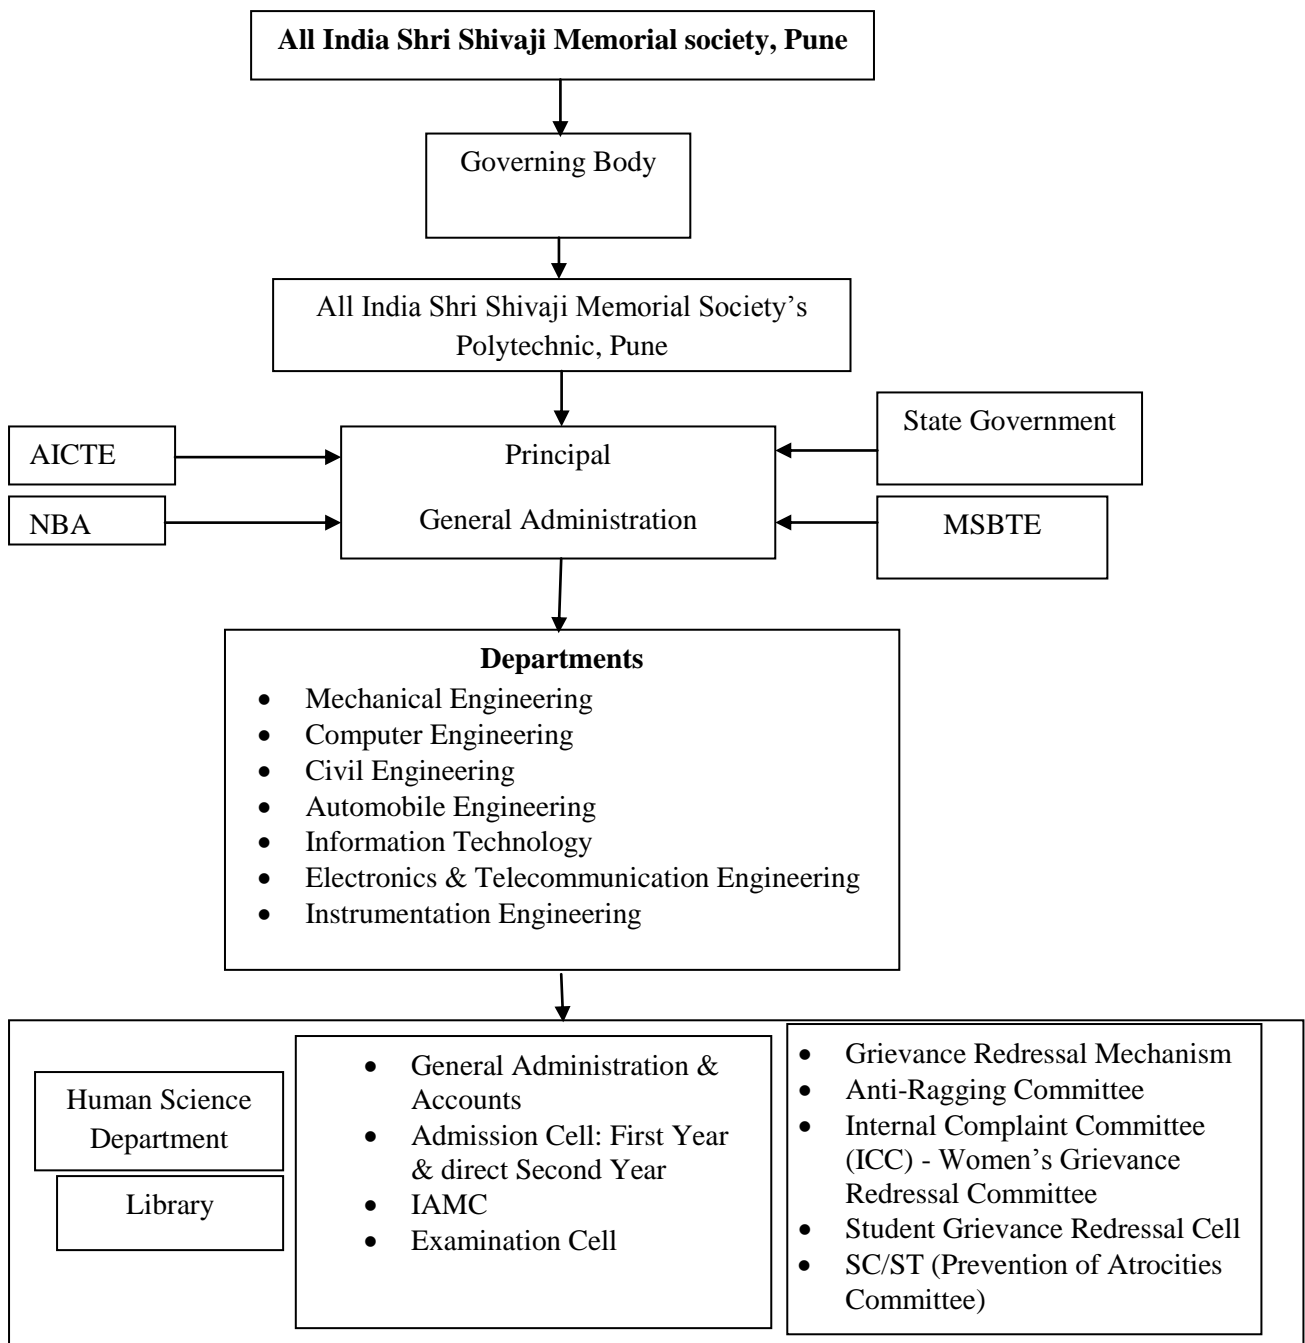 All India Shri Shivaji Memorial society, Pune
Governing Body
All India Shri Shivaji Memorial Society’s
Polytechnic, Pune
AICTE
NBA
Principal
General Administration
State Government
MSBTE
Departments
• Mechanical Engineering
• Computer Engineering
• Civil Engineering
• Automobile Engineering
• Information Technology
• Electronics & Telecommunication Engineering
• Instrumentation Engineering
Human Science
Department
Library
• General Administration &
Accounts
• Admission Cell: First Year
& direct Second Year
• IAMC
• Examination Cell
• Grievance Redressal Mechanism
• Anti-Ragging Committee
• Internal Complaint Committee
(ICC) - Women’s Grievance
Redressal Committee
• Student Grievance Redressal Cell
• SC/ST (Prevention of Atrocities
Committee)